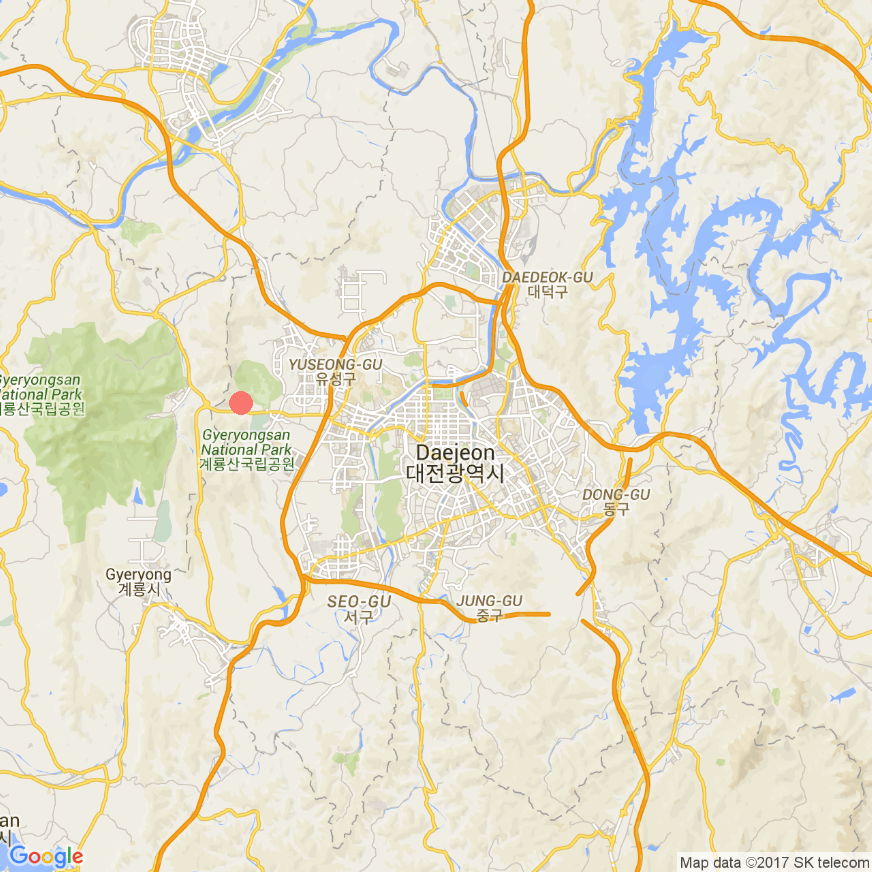 DAEDEOK-GU
대덕구
YUSEONG-GU
유성구
Gyeryongsan
National Park
계룡산국립공원
Gyeryongsan
National Park
계룡산국립공원
Daejeon
대전광역시
DONG-GU
동구
Gyeryong
계룡시
SEO-GU
서구
JUNG-GU
중구
an
시
Google
Map data ©2017 SK telecom